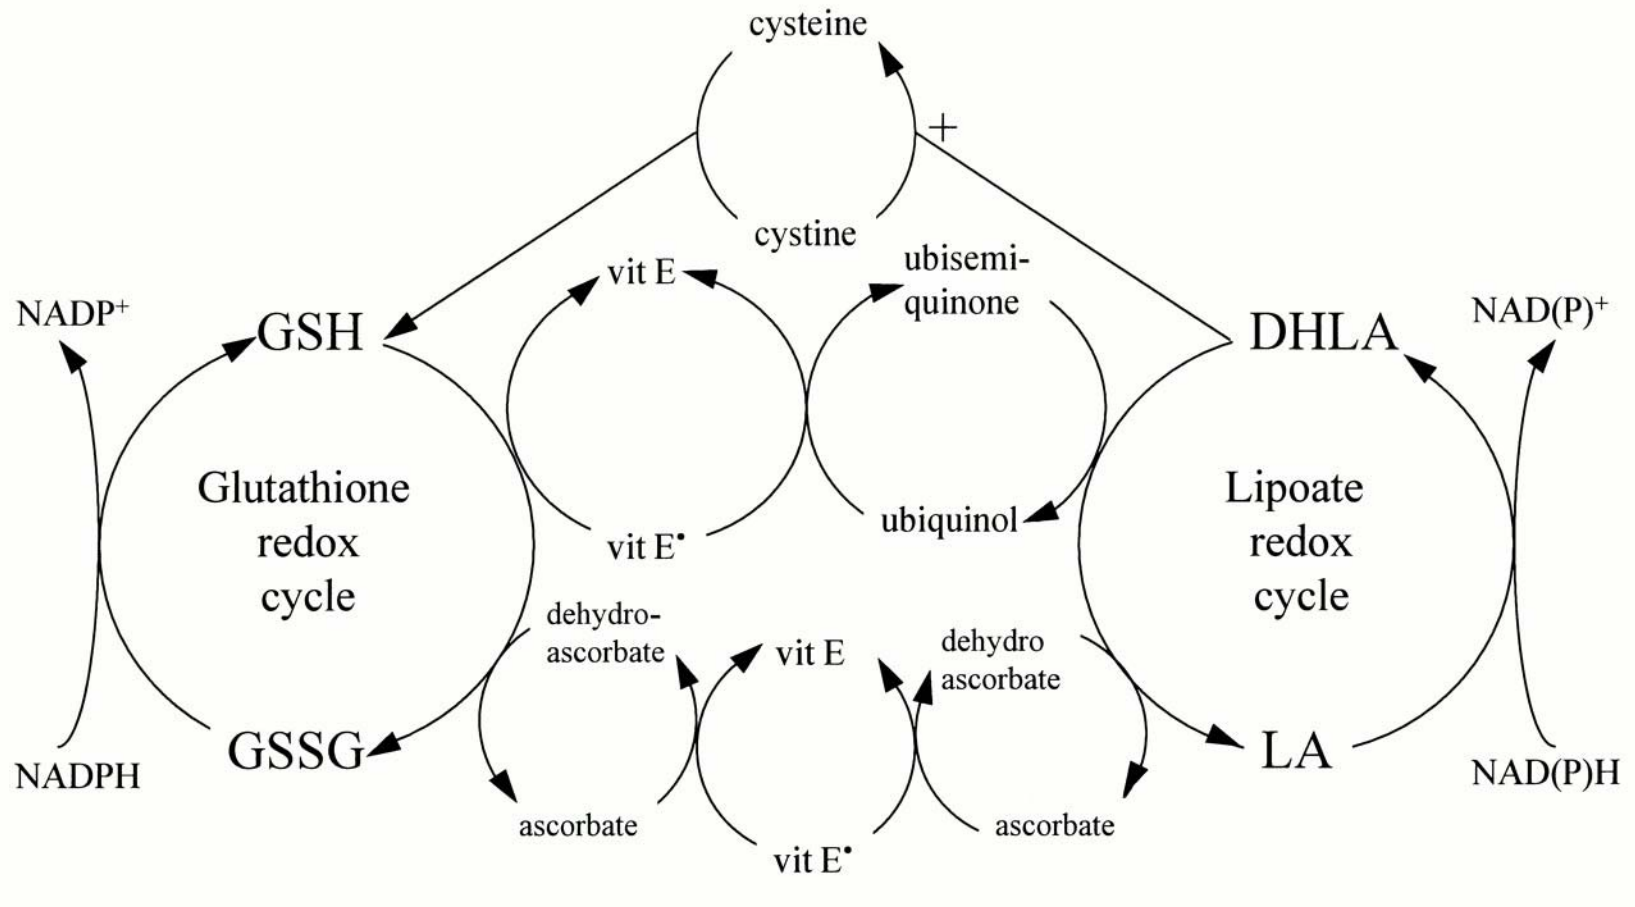 cysteine
+
cystine
vit E
ubisemi-
quinone
NADP⁺
GSH
DHLA
NAD(P)⁺
Glutathione
redox
cycle
Lipoate
redox
cycle
ubiquinol
vit E•
dehydro-
ascorbate
vit E
dehydro
ascorbate
GSSG
LA
NADPH
NAD(P)H
ascorbate
ascorbate
vit E•